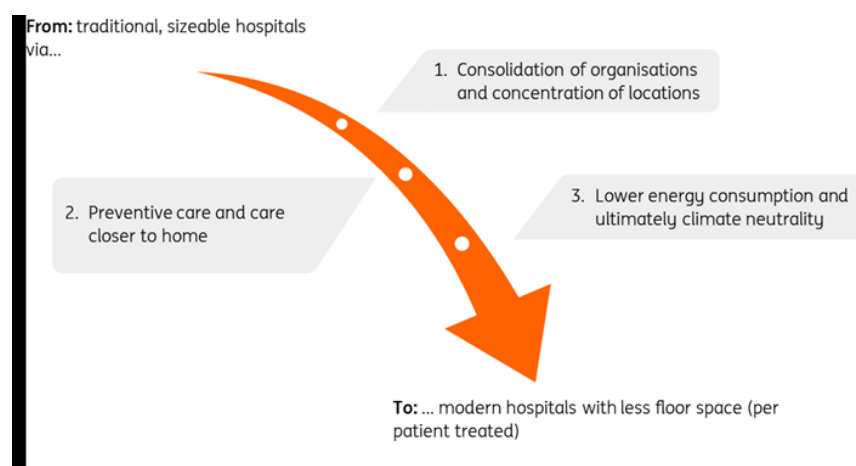 From: traditional, sizeable hospitals
via...
1. Consolidation of organisations
and concentration of locations
2. Preventive care and care
closer to home
3. Lower energy consumption and
ultimately climate neutrality
To: ... modern hospitals with less floor space (per
patient treated)